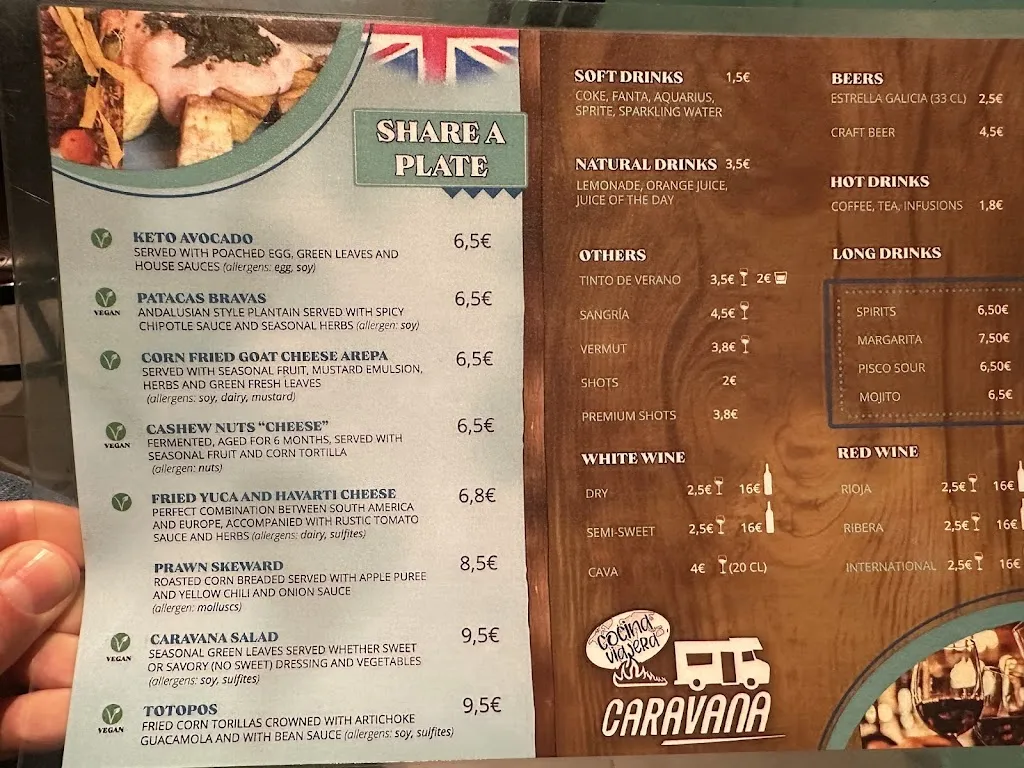 SHARE A
PLATE
KETO AVOCADO 6,5€
SERVED WITH POACHED EGG, GREEN LEAVES AND
HOUSE SAUCES (allergens: egg, soy)
VEGAN
PATACAS BRAVAS 6,5€
ANDALUSIAN STYLE PLANTAIN SERVED WITH SPICY
CHIPOTLE SAUCE AND SEASONAL HERBS (allergen: soy)
CORN FRIED GOAT CHEESE AREPA 6,5€
SERVED WITH SEASONAL FRUIT, MUSTARD EMULSION,
HERBS AND GREEN FRESH LEAVES
(allergens: soy, dairy, mustard)
VEGAN
CASHEW NUTS "CHEESE" 6,5€
FERMENTED, AGED FOR 6 MONTHS, SERVED WITH
SEASONAL FRUIT AND CORN TORTILLA
(allergen: nuts)
FRIED YUCA AND HAVARTI CHEESE 6,8€
PERFECT COMBINATION BETWEEN SOUTH AMERICA
AND EUROPE, ACCOMPANIED WITH RUSTIC TOMATO
SAUCE AND HERBS (allergens: dairy, sulfites)
PRAWN SKEWARD 8,5€
ROASTED CORN BREADED SERVED WITH APPLE PUREE
AND YELLOW CHILI AND ONION SAUCE
(allergen: molluscs)
VEGAN
CARAVANA SALAD 9,5€
SEASONAL GREEN LEAVES SERVED WHETHER SWEET
OR SAVORY (NO SWEET) DRESSING AND VEGETABLES
(allergens: soy, sulfites)
VEGAN
TOTOPOS 9,5€
FRIED CORN TORILLAS CROWNED WITH ARTICHOKE
GUACAMOLA AND WITH BEAN SAUCE (allergens: soy, sulfites)
SOFT DRINKS 1,5€
COKE, FANTA, AQUARIUS,
SPRITE, SPARKLING WATER
NATURAL DRINKS 3,5€
LEMONADE, ORANGE JUICE,
JUICE OF THE DAY
OTHERS
TINTO DE VERANO 3,5€ 2€
SANGRÍA 4,5€
VERMUT 3,8€
SHOTS 2€
PREMIUM SHOTS 3,8€
WHITE WINE
DRY 2,5€ 16€
SEMI-SWEET 2,5€ 16€
CAVA 4€ (20 CL)
BEERS
ESTRELLA GALICIA (33 CL) 2,5€
CRAFT BEER 4,5€
HOT DRINKS
COFFEE, TEA, INFUSIONS 1,8€
LONG DRINKS
SPIRITS 6,50€
MARGARITA 7,50€
PISCO SOUR 6,50€
MOJITO 6,5€
RED WINE
RIOJA 2,5€ 16€
RIBERA 2,5€ 16€
INTERNATIONAL 2,5€ 16€
cocina
viajera
CARAVANA